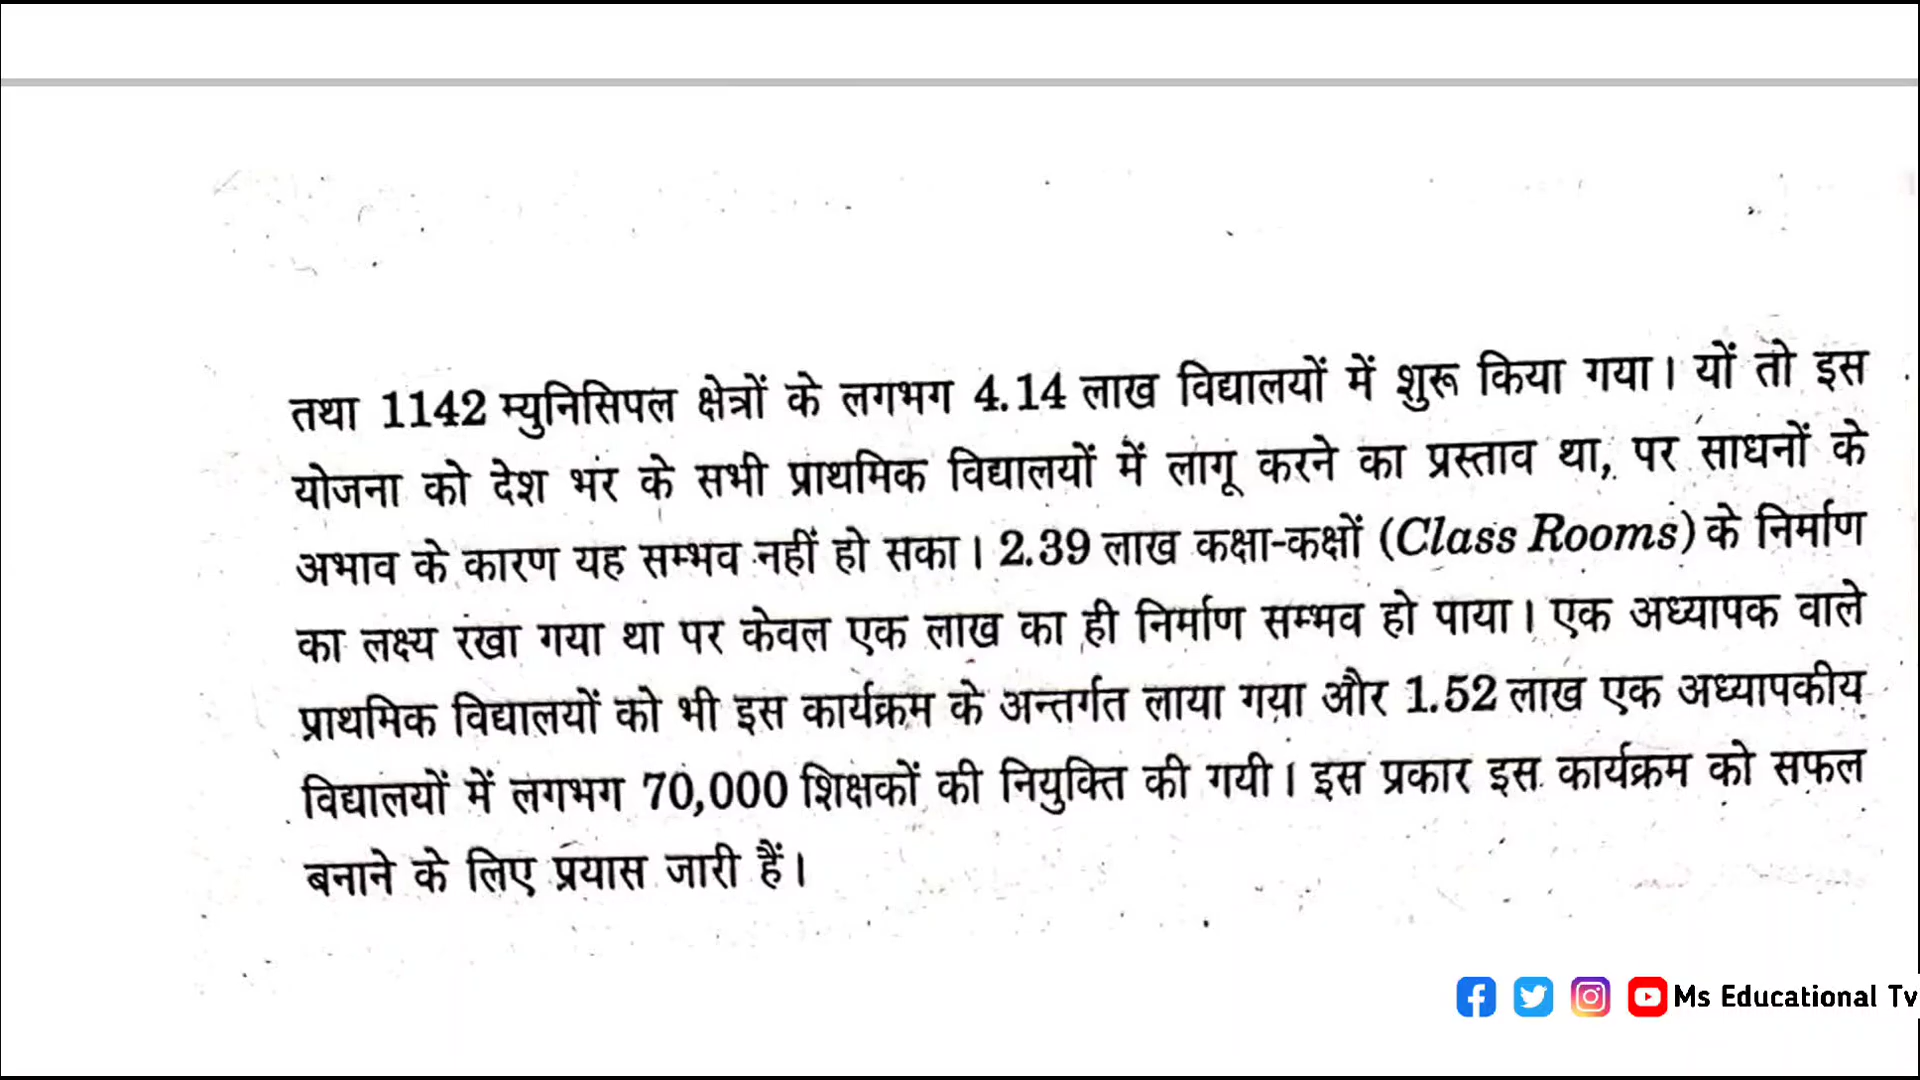 तथा 1142 म्युनिसिपल क्षेत्रों के लगभग 4.14 लाख विद्यालयों में शुरू किया गया। यों तो इस
योजना को देश भर के सभी प्राथमिक विद्यालयों में लागू करने का प्रस्ताव था, पर साधनों के
अभाव के कारण यह सम्भव नहीं हो सका। 2.39 लाख कक्षा-कक्षों (Class Rooms) के निर्माण
का लक्ष्य रखा गया था पर केवल एक लाख का ही निर्माण सम्भव हो पाया। एक अध्यापक वाले
प्राथमिक विद्यालयों को भी इस कार्यक्रम के अन्तर्गत लाया गया और 1.52 लाख एक अध्यापकीय
विद्यालयों में लगभग 70,000 शिक्षकों की नियुक्ति की गयी। इस प्रकार इस कार्यक्रम को सफल
बनाने के लिए प्रयास जारी हैं।
Ms Educational Tv